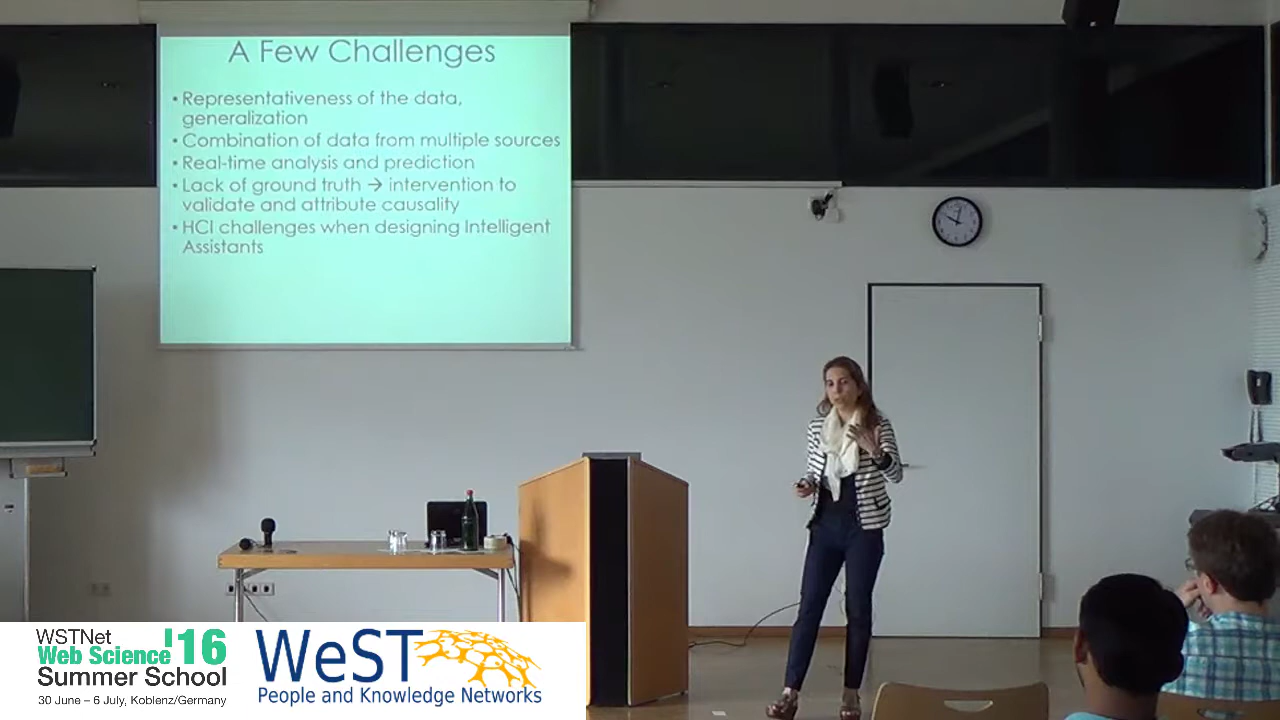 A Few Challenges
• Representativeness of the data,
generalization
• Combination of data from multiple sources
• Real-time analysis and prediction
• Lack of ground truth → intervention to
validate and attribute causality
• HCI challenges when designing Intelligent
Assistants
WSTNet
Web Science '16
Summer School
30 June – 6 July, Koblenz/Germany
WeST
People and Knowledge Networks